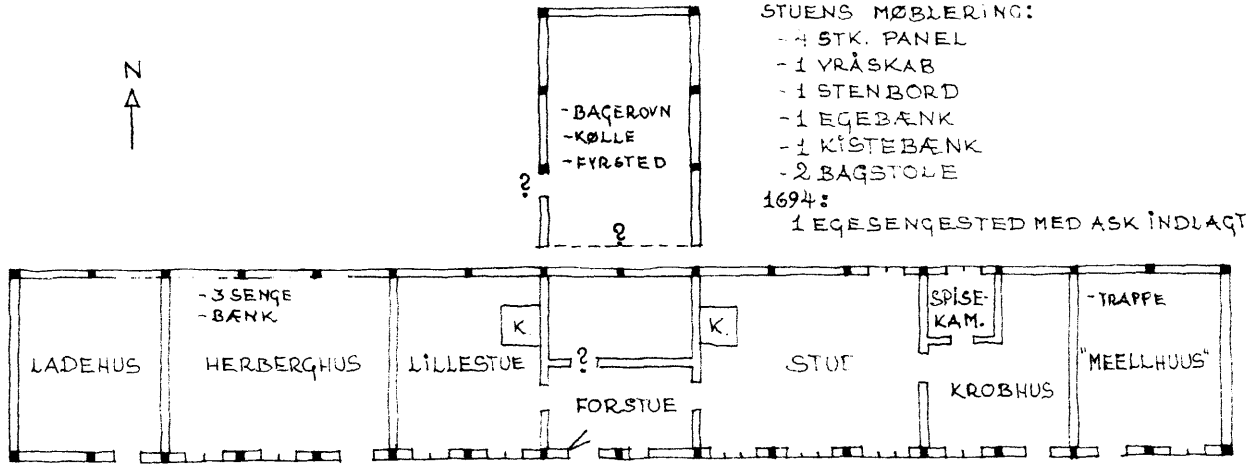 STUENS MØBLERING:
- 4 STK. PANEL
- 1 VRÅSKAB
- 1 STENBORD
- 1 EGEBÆNK
- 1 KISTEBÆNK
- 2 BAGSTOLE
1694:
1 EGESENGESTED MED ASK INDLAGT
N
- BAGEROVN
- KØLLE
- FYRSTED
?
?
- 3 SENGE
- BÆNK
LADEHUS
HERBERGHUS
LILLESTUE
K.
?
FORSTUE
K.
STUE
SPISE-
KAM.
KROBHUS
- TRAPPE
"MEELLHUUS"